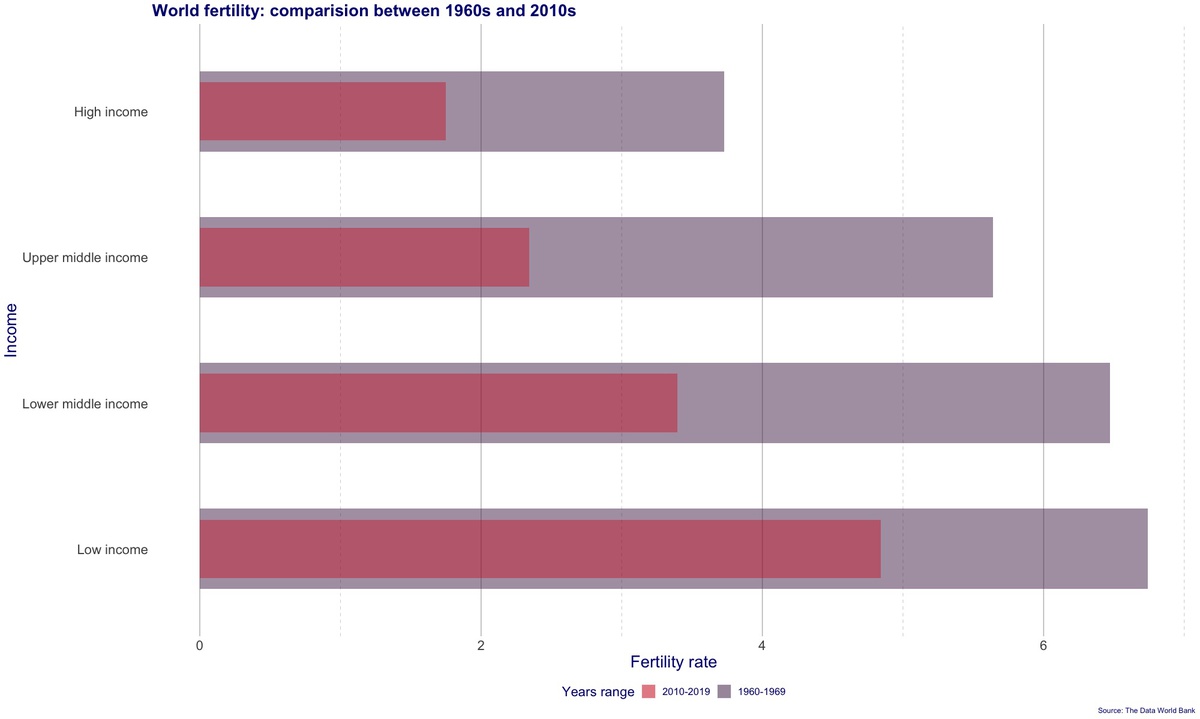 World fertility: comparision between 1960s and 2010s
High income
Upper middle income
Lower middle income
Low income
Income
0 2 4 6
Fertility rate
Years range 2010-2019 1960-1969
Source: The Data World Bank